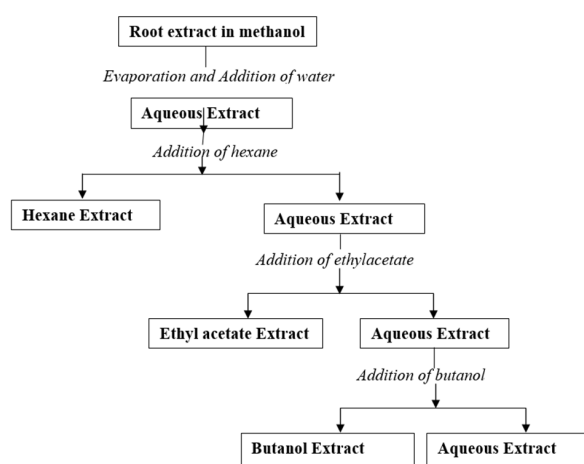 Root extract in methanol
Evaporation and Addition of water
Aqueous Extract
Addition of hexane
Hexane Extract
Aqueous Extract
Addition of ethylacetate
Ethyl acetate Extract
Aqueous Extract
Addition of butanol
Butanol Extract
Aqueous Extract